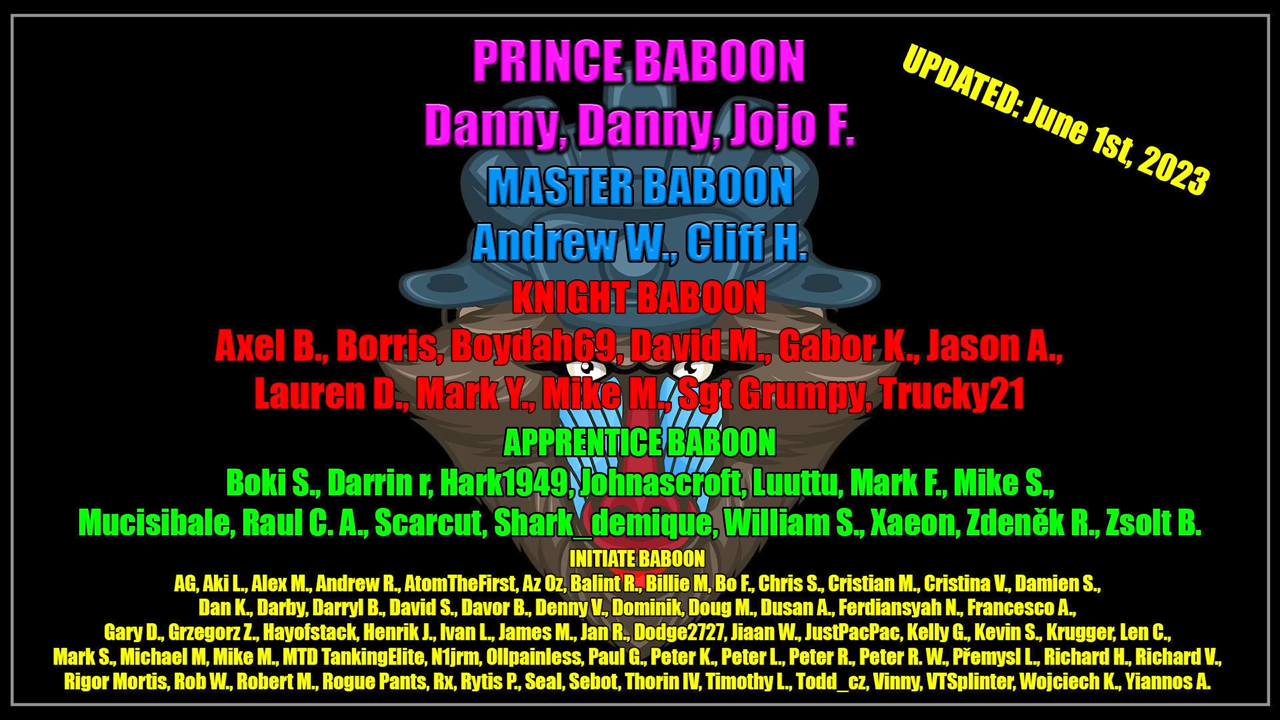 PRINCE BABOON
Danny, Danny, Jojo F.
UPDATED: June 1st, 2023
MASTER BABOON
Andrew W., Cliff H.
KNIGHT BABOON
Axel B., Borris, Boydah69, David M., Gabor K., Jason A.,
Lauren D., Mark Y., Mike M., Sgt Grumpy, Trucky21
APPRENTICE BABOON
Boki S., Darrin r, Hark1949, Johnascroft, Luuttu, Mark F., Mike S.,
Mucisibale, Raul C. A., Scarcut, Shark_demique, William S., Xaeon, Zdeněk R., Zsolt B.
INITIATE BABOON
AG, Aki L., Alex M., Andrew R., AtomTheFirst, Az Oz, Balint R., Billie M, Bo F., Chris S., Cristian M., Cristina V., Damien S.,
Dan K., Darby, Darryl B., David S., Davor B., Denny V., Dominik, Doug M., Dusan A., Ferdiansyah N., Francesco A.,
Gary D., Grzegorz Z., Hayofstack, Henrik J., Ivan L., James M., Jan R., Dodge2727, Jiaan W., JustPacPac, Kelly G., Kevin S., Krugger, Len C.,
Mark S., Michael M, Mike M., MTD TankingElite, N1jrm, Ollpainless, Paul G., Peter K., Peter L., Peter R., Peter R. W., Přemysl L., Richard H., Richard V.,
Rigor Mortis, Rob W., Robert M., Rogue Pants, Rx, Rytis P., Seal, Sebot, Thorin IV, Timothy L., Todd_cz, Vinny, VTSplinter, Wojciech K., Yiannos A.